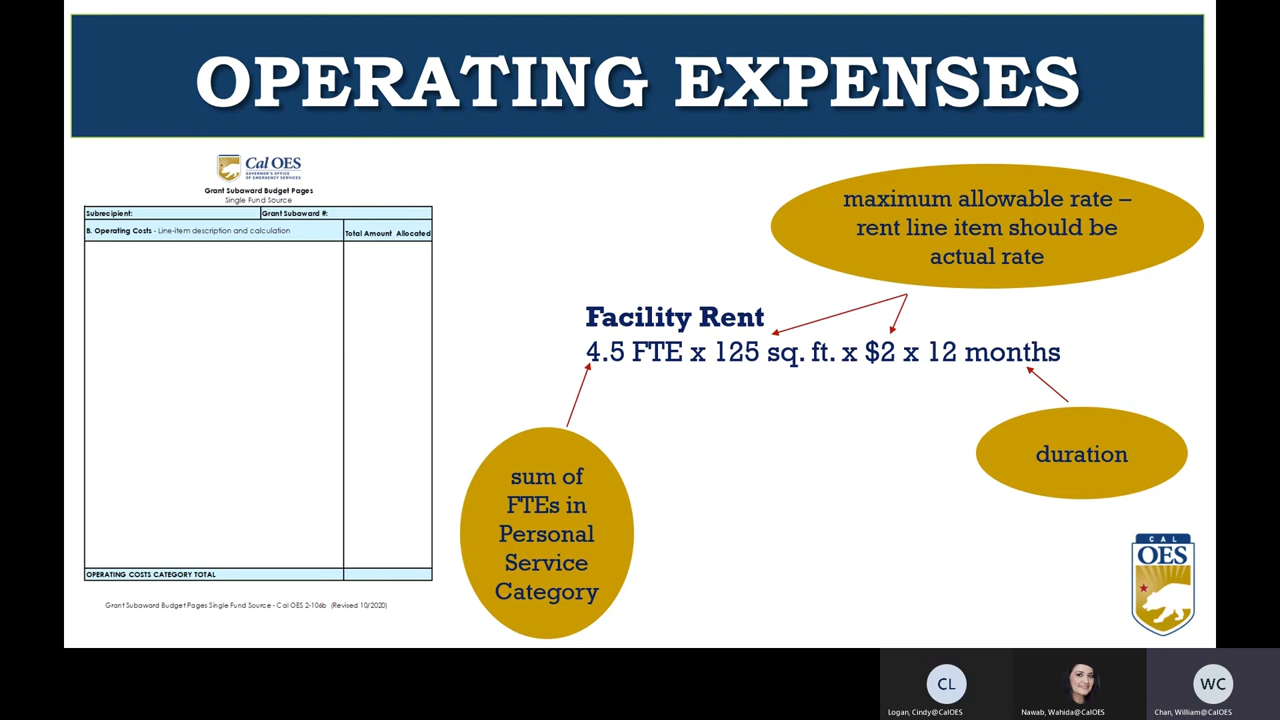 OPERATING EXPENSES
Cal OES
GOVERNOR'S OFFICE
OF EMERGENCY SERVICES
Grant Subaward Budget Pages
Single Fund Source
Subrecipient: Grant Subaward #:
B. Operating Costs - Line-item description and calculation Total Amount Allocated
OPERATING COSTS CATEGORY TOTAL
Grant Subaward Budget Pages Single Fund Source - Cal OES 2-106b (Revised 10/2020)
maximum allowable rate –
rent line item should be
actual rate
Facility Rent
4.5 FTE x 125 sq. ft. x $2 x 12 months
sum of
FTEs in
Personal
Service
Category
duration
CAL
OES
CL
Logan, Cindy@CalOES
Nawab, Wahida@CalOES
WC
Chan, William@CalOES